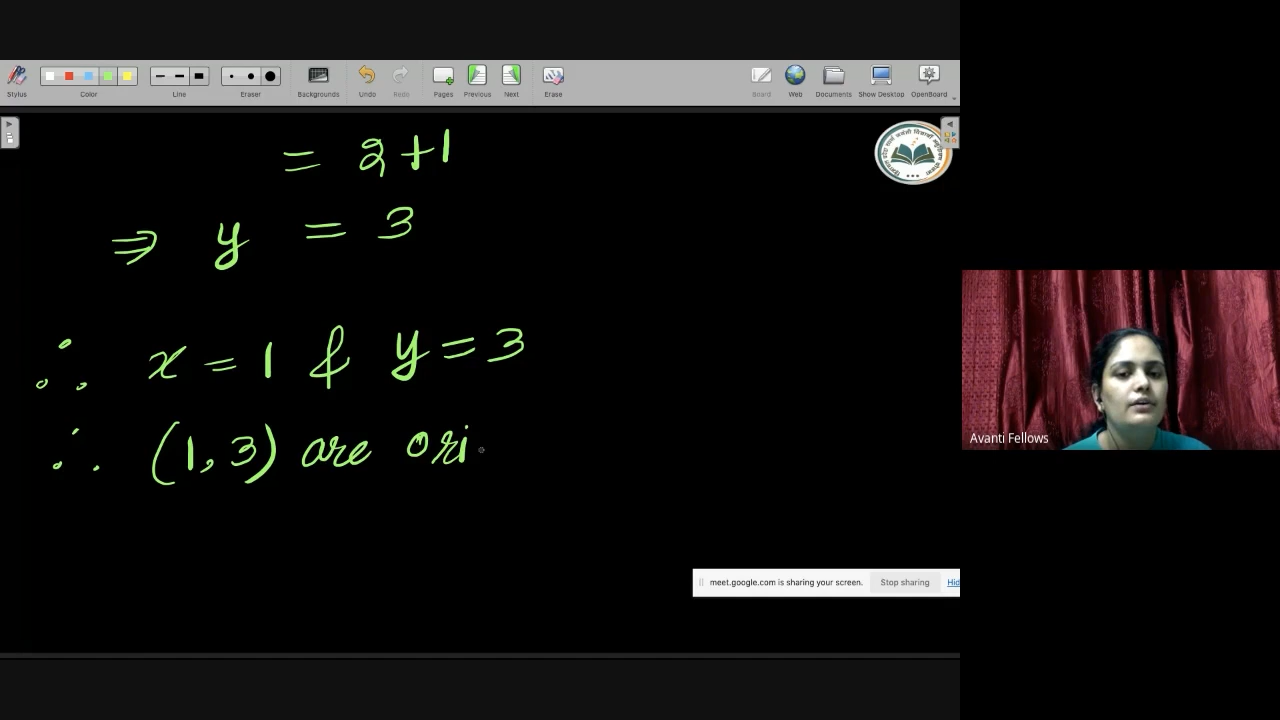 Stylus Color Line Eraser Backgrounds Undo Redo Pages Previous Next Erase Board Web Documents Show Desktop OpenBoard
= 2+1
⇒ y = 3
∴ x = 1 & y = 3
∴ (1, 3) are ori
Avanti Fellows
meet.google.com is sharing your screen. Stop sharing Hid